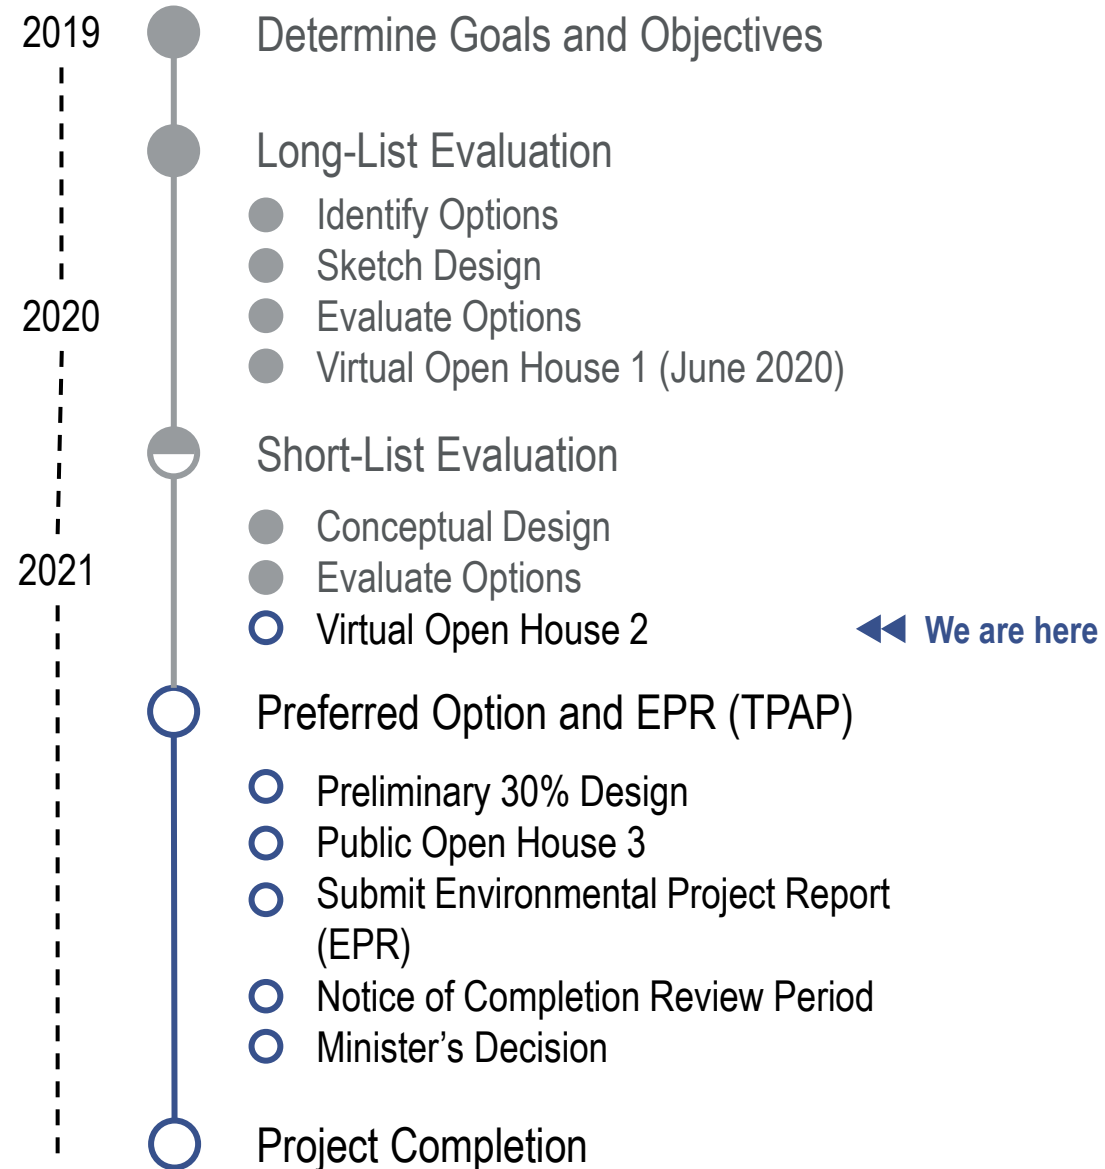 2019
Determine Goals and Objectives
Long-List Evaluation
Identify Options
Sketch Design
2020
Evaluate Options
Virtual Open House 1 (June 2020)
Short-List Evaluation
Conceptual Design
2021
Evaluate Options
Virtual Open House 2
We are here
Preferred Option and EPR (TPAP)
Preliminary 30% Design
Public Open House 3
Submit Environmental Project Report
(EPR)
Notice of Completion Review Period
Minister’s Decision
Project Completion